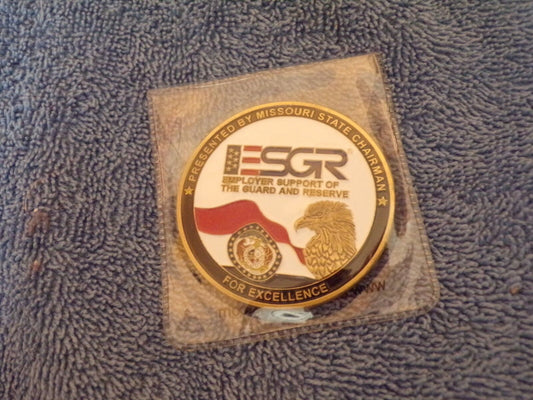 PRESENTED BY MISSOURI STATE CHAIRMAN
ESGR
EMPLOYER SUPPORT OF
THE GUARD AND RESERVE
FOR EXCELLENCE